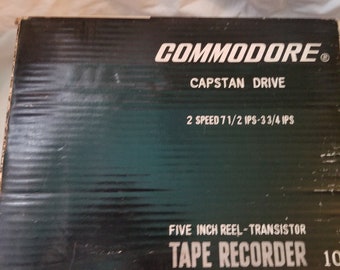 COMMODORE®
CAPSTAN DRIVE
2 SPEED 7 1/2 IPS-3 3/4 IPS
FIVE INCH REEL-TRANSISTOR
TAPE RECORDER 10